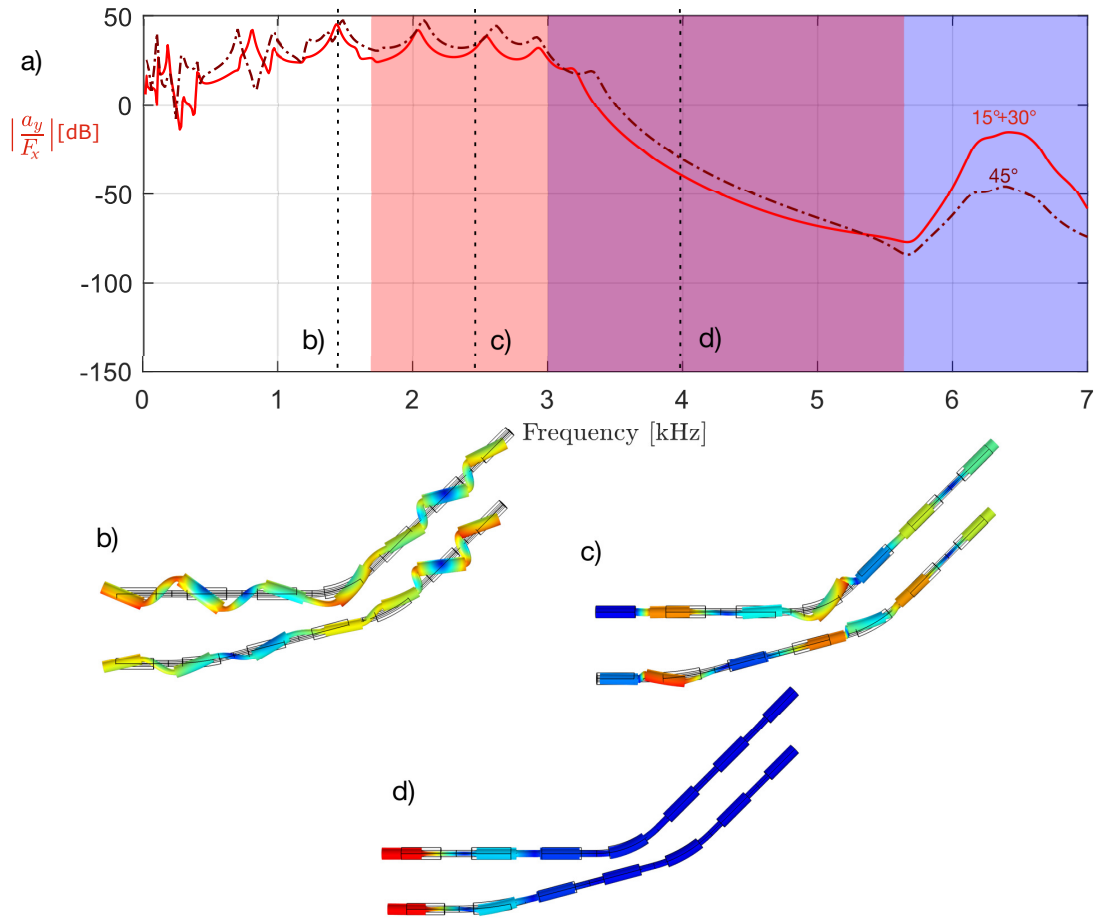 a)
50
0
-50
-100
-150
|a_y/F_x|[dB]
15°+30°
45°
b)
c)
d)
0 1 2 3 4 5 6 7
Frequency [kHz]
b)
c)
d)